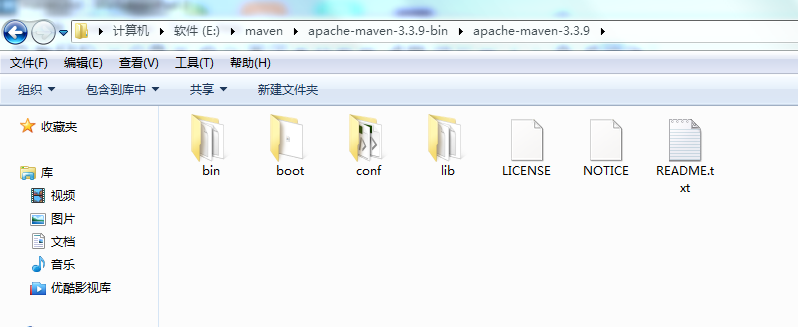 计算机 软件 (E:) maven apache-maven-3.3.9-bin apache-maven-3.3.9
文件(F) 编辑(E) 查看(V) 工具(T) 帮助(H)
组织 包含到库中 共享 新建文件夹
收藏夹
库
视频
图片
文档
音乐
优酷影视库
bin boot conf lib LICENSE NOTICE README.t
xt